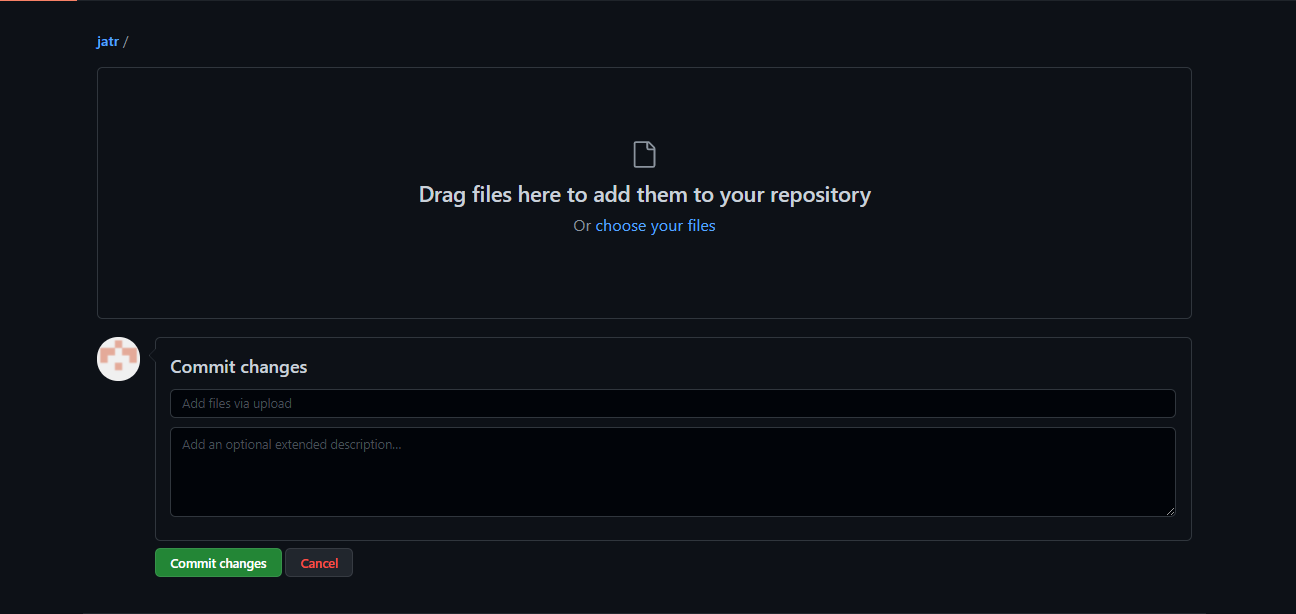 jatr /
Drag files here to add them to your repository
Or choose your files
Commit changes
Add files via upload
Add an optional extended description...
Commit changes Cancel